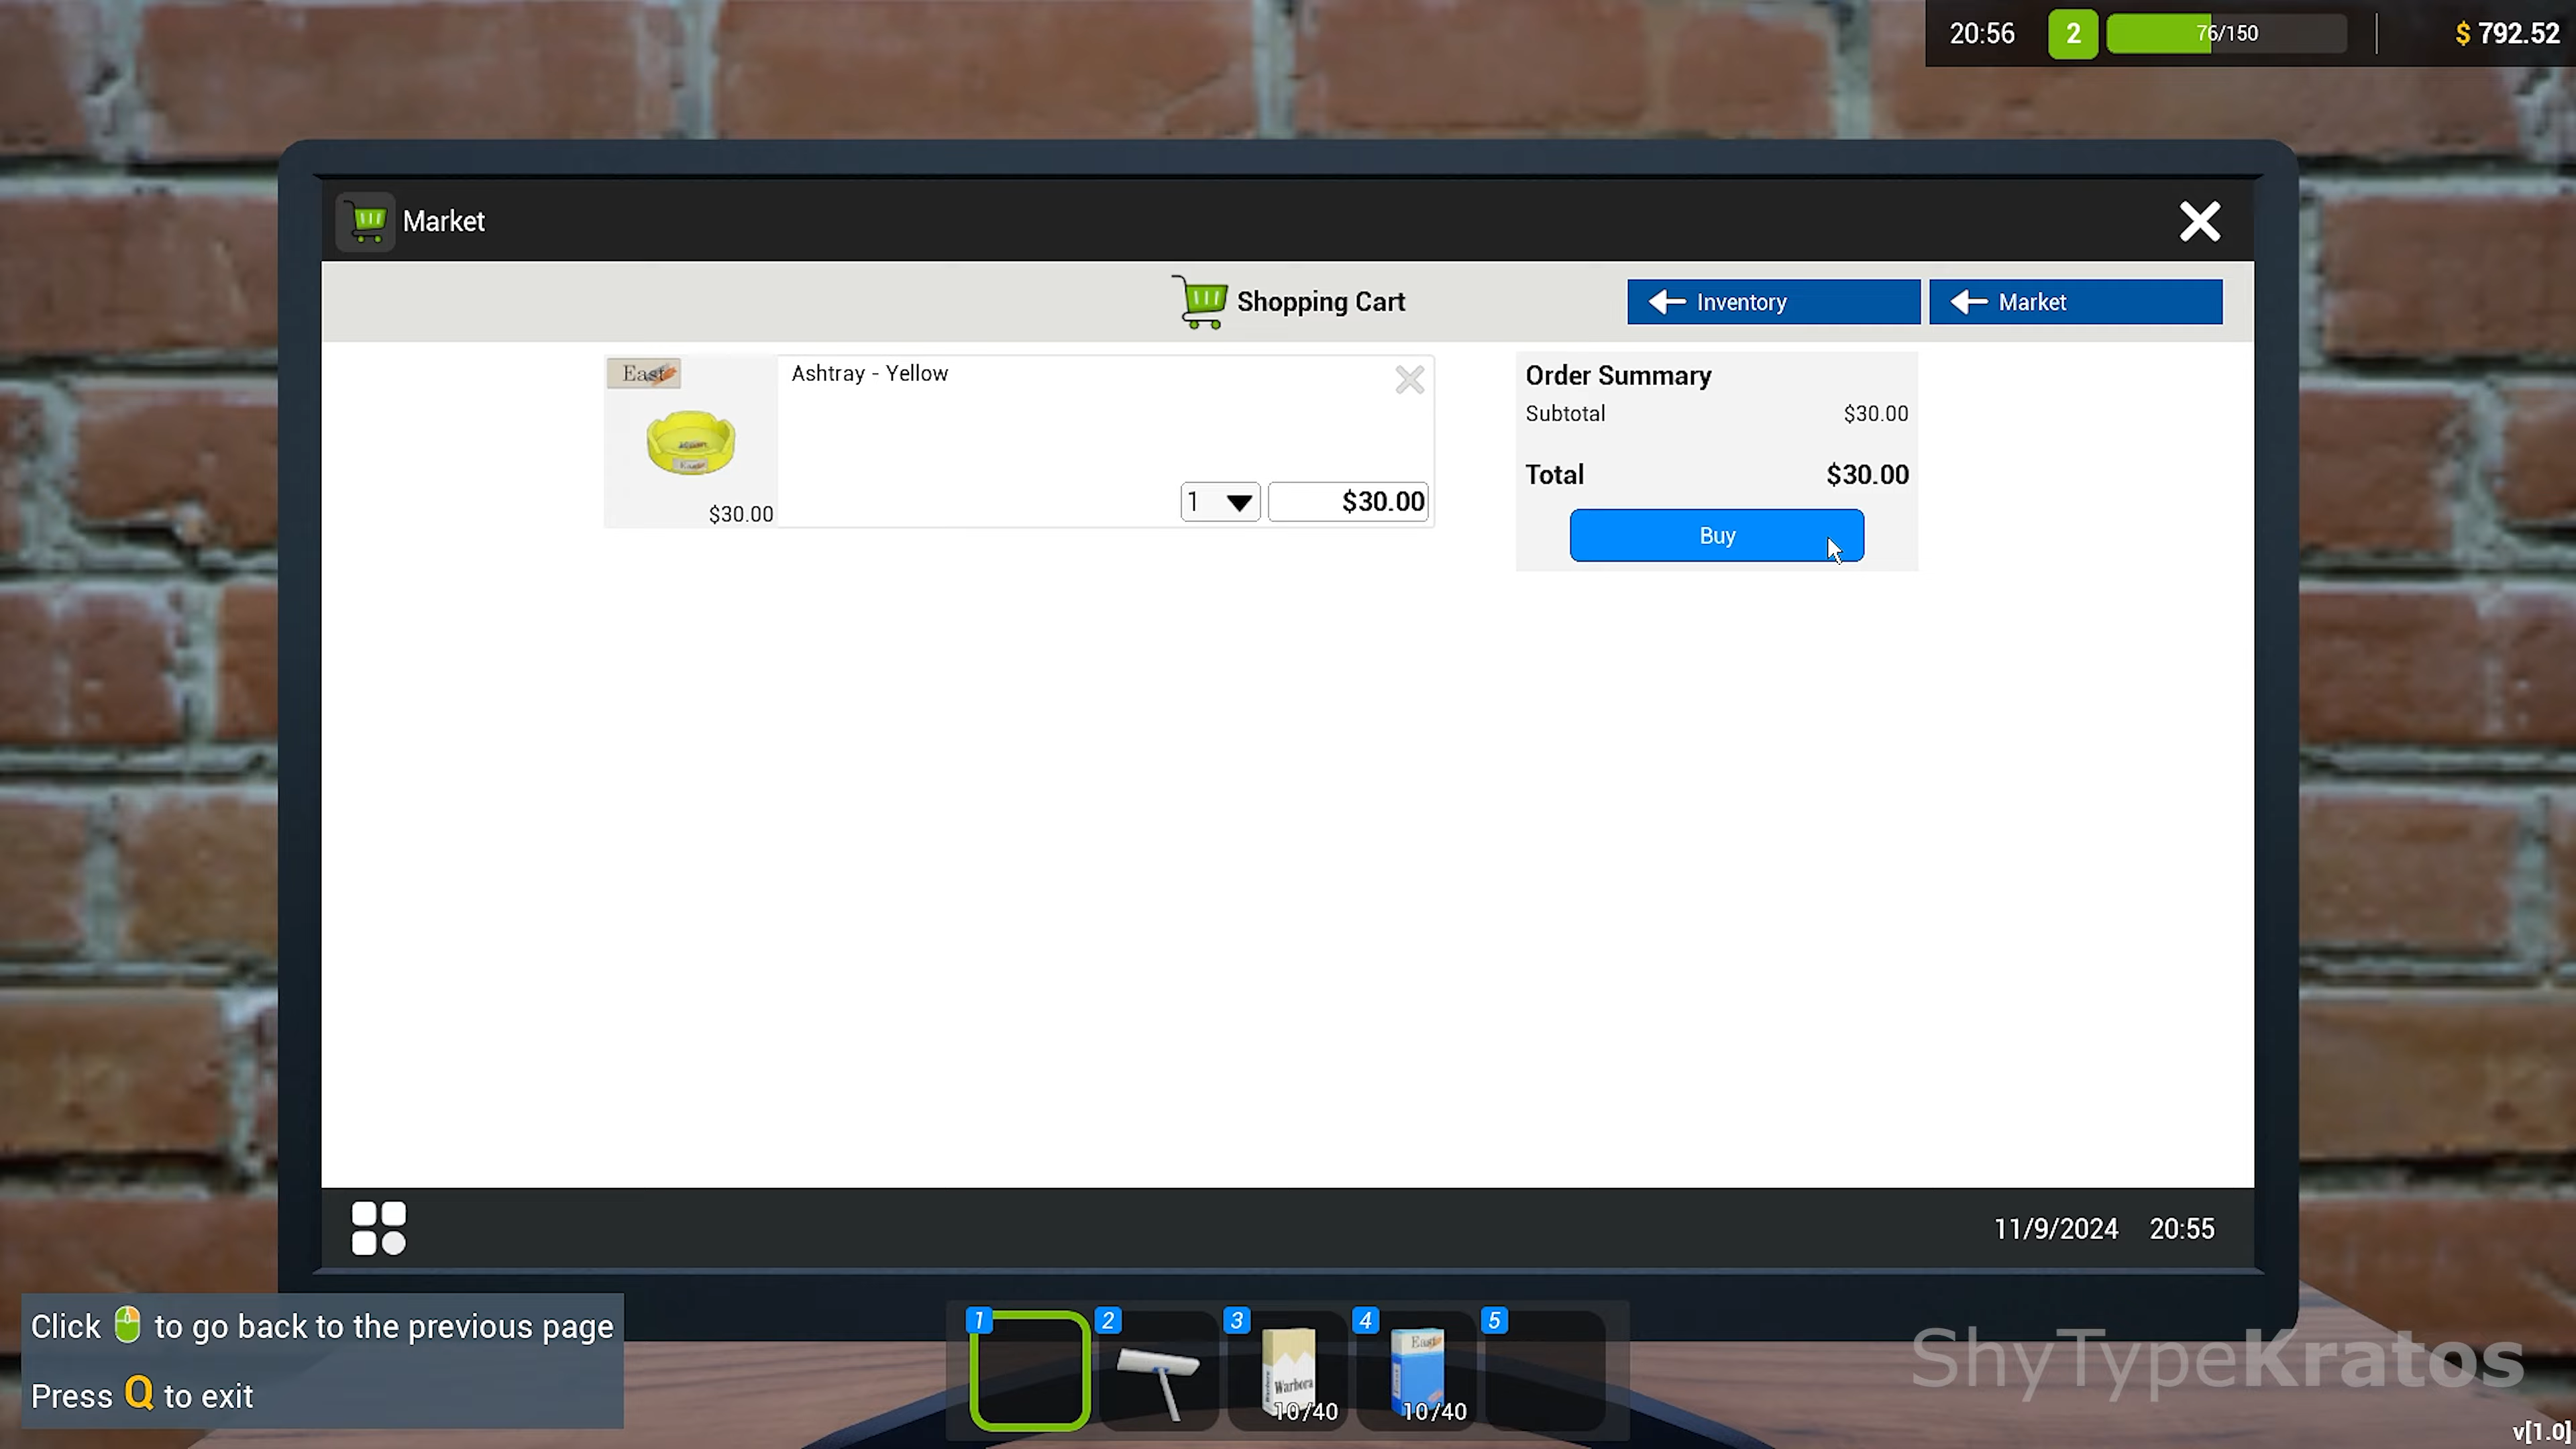 20:56 2 76/150 $ 792.52
Market
Shopping Cart
Inventory
Market
East
Ashtray - Yellow
$30.00
1
$30.00
Order Summary
Subtotal $30.00
Total $30.00
Buy
11/9/2024 20:55
Click to go back to the previous page
Press Q to exit
1 2 3 4 5
Warbora
East
10/40 10/40
ShyTypeKratos
v[1.0]